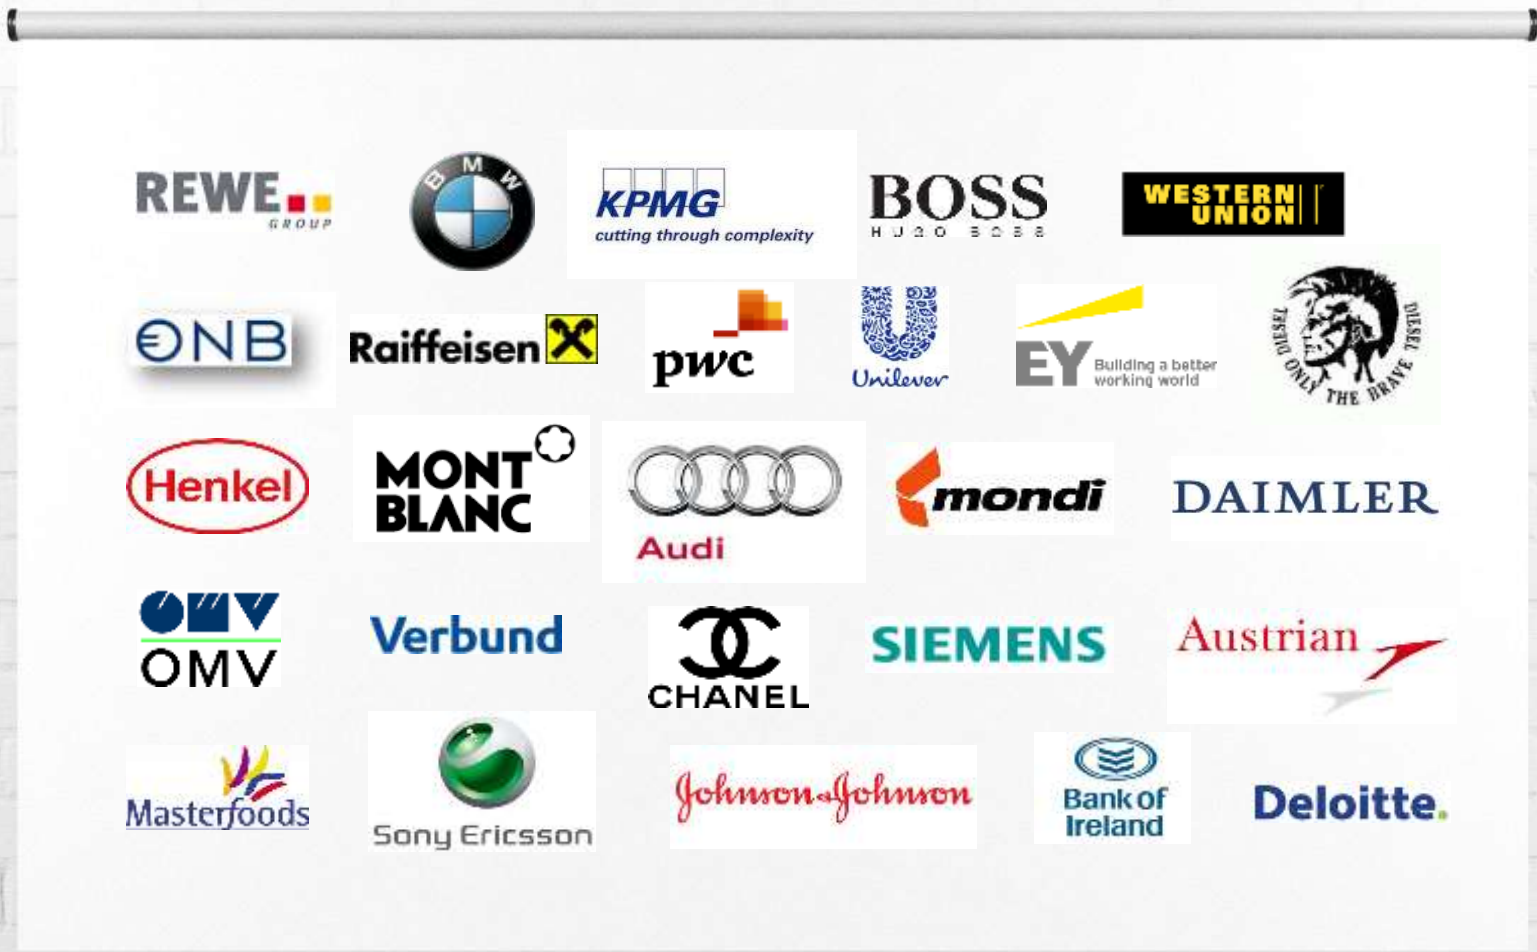 REWE
GROUP
BMW
KPMG
cutting through complexity
BOSS
HUGO BOSS
WESTERN
UNION
ONB
Raiffeisen
pwc
Unilever
EY
Building a better
working world
DIESEL ONLY THE BRAVE DIESEL
Henkel
MONT
BLANC
Audi
mondi
DAIMLER
OMV
OMV
Verbund
CHANEL
SIEMENS
Austrian
Masterfoods
Sony Ericsson
Johnson&Johnson
Bank of
Ireland
Deloitte.